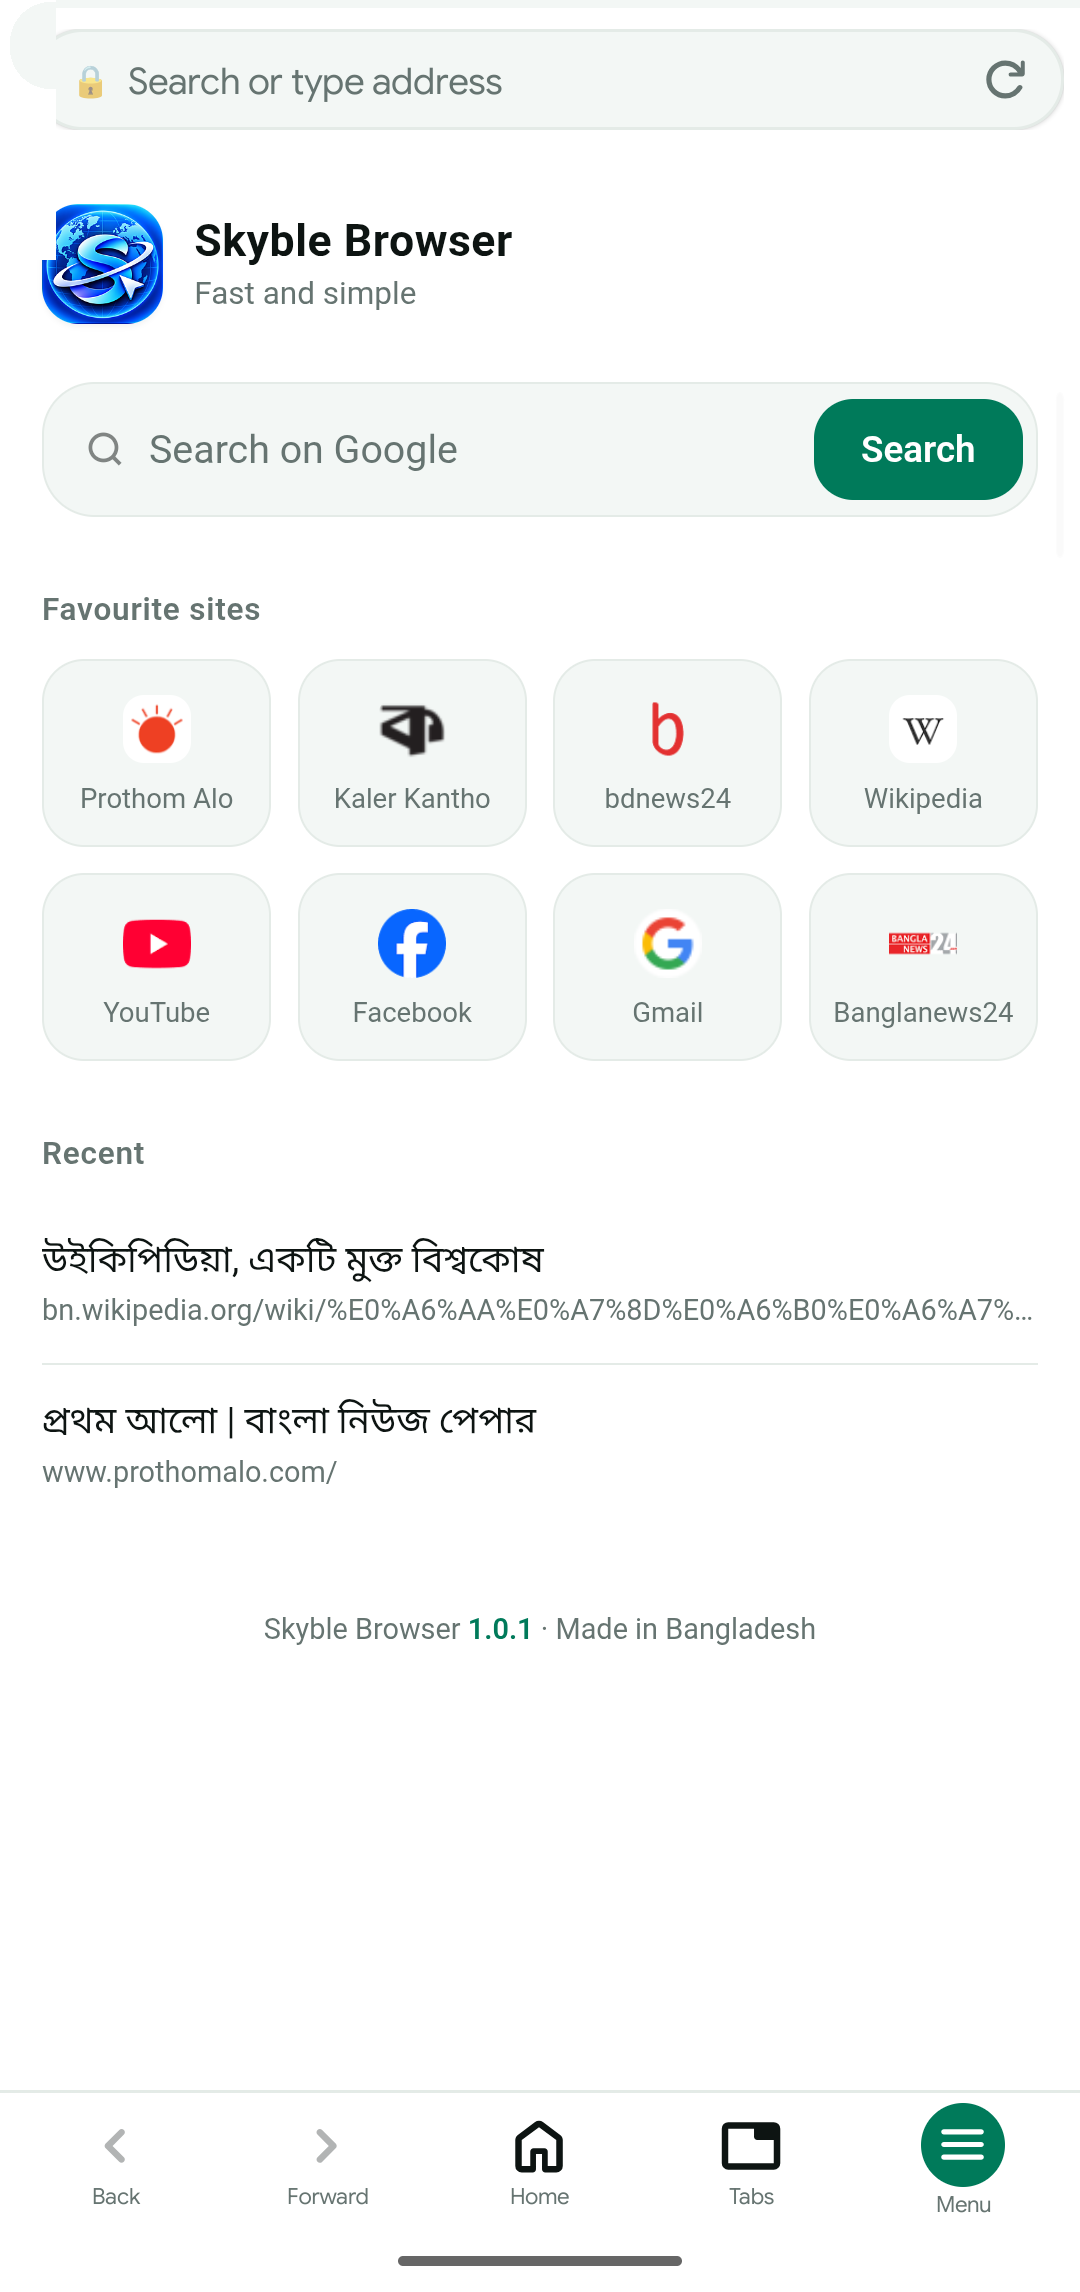 Search or type address
Skyble Browser
Fast and simple
Search on Google
Search
Favourite sites
Prothom Alo
Kaler Kantho
bdnews24
Wikipedia
YouTube
Facebook
Gmail
BANGLA NEWS 24
Banglanews24
Recent
উইকিপিডিয়া, একটি মুক্ত বিশ্বকোষ
bn.wikipedia.org/wiki/%E0%A6%AA%E0%A7%8D%E0%A6%B0%E0%A6%A7%...
প্রথম আলো | বাংলা নিউজ পেপার
www.prothomalo.com/
Skyble Browser 1.0.1 · Made in Bangladesh
Back
Forward
Home
Tabs
Menu